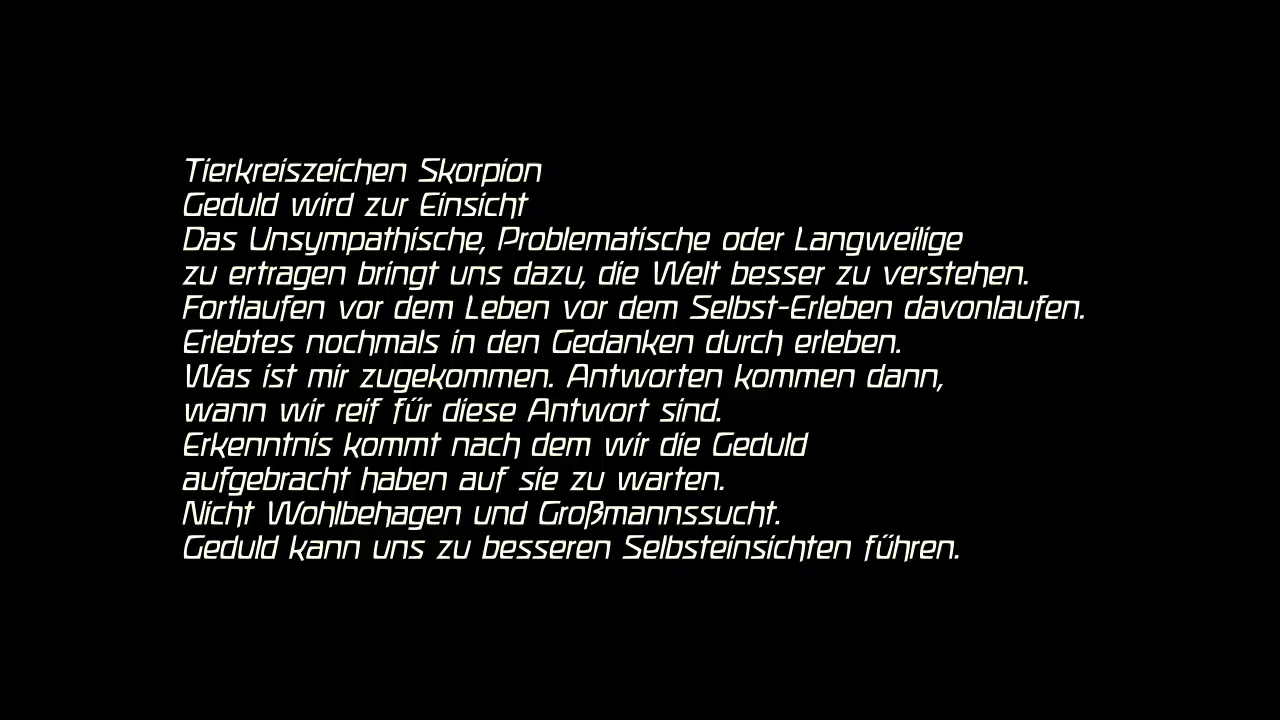 Tierkreiszeichen Skorpion
Geduld wird zur Einsicht
Das Unsympathische, Problematische oder Langweilige
zu ertragen bringt uns dazu, die Welt besser zu verstehen.
Fortlaufen vor dem Leben vor dem Selbst-Erleben davonlaufen.
Erlebtes nochmals in den Gedanken durch erleben.
Was ist mir zugekommen. Antworten kommen dann,
wann wir reif für diese Antwort sind.
Erkenntnis kommt nach dem wir die Geduld
aufgebracht haben auf sie zu warten.
Nicht Wohlbehagen und Großmannssucht.
Geduld kann uns zu besseren Selbsteinsichten führen.